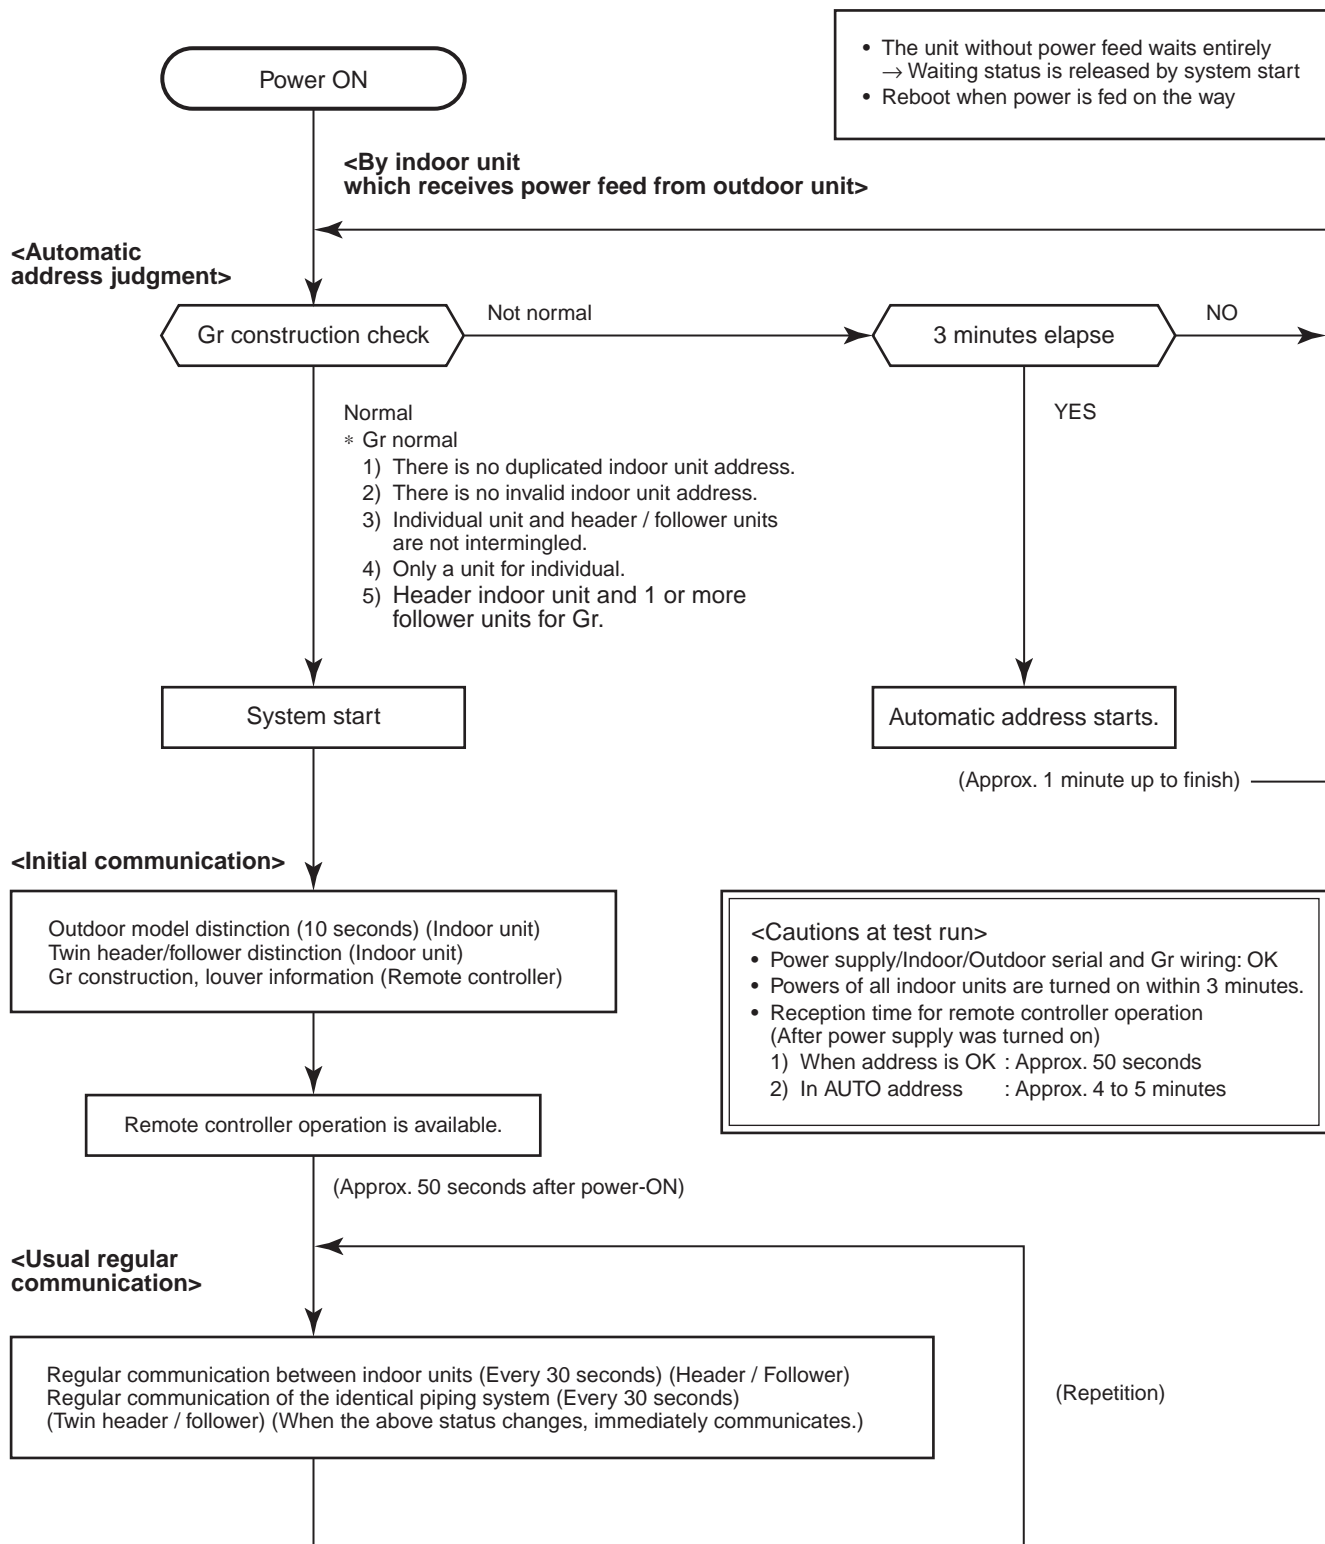 • The unit without power feed waits entirely
→ Waiting status is released by system start
• Reboot when power is fed on the way
Power ON
<By indoor unit
which receives power feed from outdoor unit>
<Automatic
address judgment>
Gr construction check
Not normal
3 minutes elapse
NO
Normal
* Gr normal
1) There is no duplicated indoor unit address.
2) There is no invalid indoor unit address.
3) Individual unit and header / follower units
are not intermingled.
4) Only a unit for individual.
5) Header indoor unit and 1 or more
follower units for Gr.
YES
System start
Automatic address starts.
(Approx. 1 minute up to finish)
<Initial communication>
Outdoor model distinction (10 seconds) (Indoor unit)
Twin header/follower distinction (Indoor unit)
Gr construction, louver information (Remote controller)
<Cautions at test run>
• Power supply/Indoor/Outdoor serial and Gr wiring: OK
• Powers of all indoor units are turned on within 3 minutes.
• Reception time for remote controller operation
(After power supply was turned on)
1) When address is OK : Approx. 50 seconds
2) In AUTO address : Approx. 4 to 5 minutes
Remote controller operation is available.
(Approx. 50 seconds after power-ON)
<Usual regular
communication>
Regular communication between indoor units (Every 30 seconds) (Header / Follower)
Regular communication of the identical piping system (Every 30 seconds)
(Twin header / follower) (When the above status changes, immediately communicates.)
(Repetition)